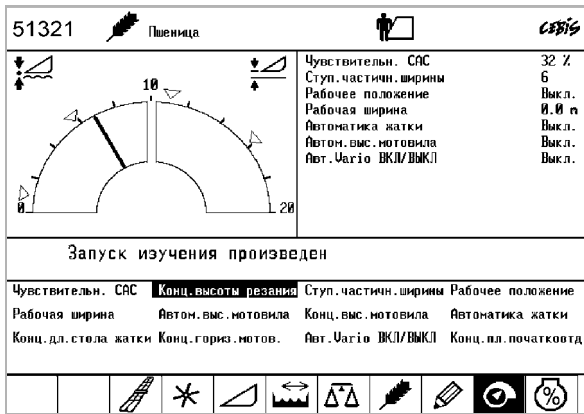 51321 Пшеница CEBIS
10
0
20
Чувствительн. САС 32 %
Ступ.частичн.ширины 6
Рабочее положение Выкл.
Рабочая ширина 0.0 m
Автоматика жатки Выкл.
Автом.выс.мотовила Выкл.
Авт.Vario ВКЛ/ВЫКЛ Выкл.
Запуск изучения произведен
Чувствительн. САС Конц.высоты резания Ступ.частичн.ширины Рабочее положение
Рабочая ширина Автом.выс.мотовила Конц.выс.мотовила Автоматика жатки
Конц.дл.стола жатки Конц.гориз.мотов. Авт.Vario ВКЛ/ВЫКЛ Конц.пл.початкоотд
%